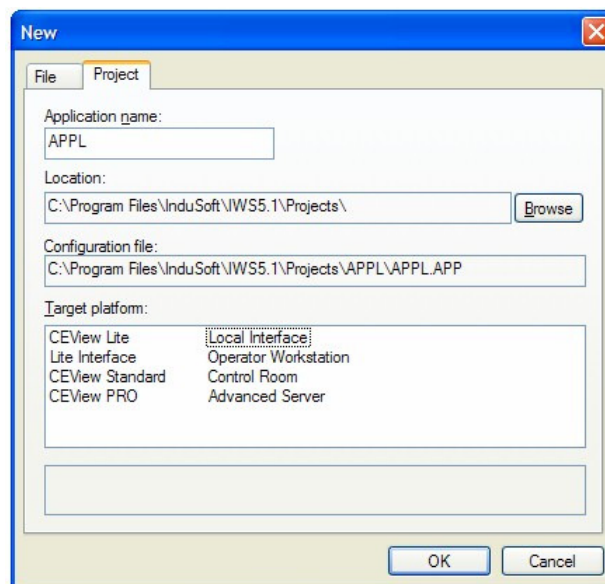 New
File Project
Application name:
APPL
Location:
C:\Program Files\InduSoft\IWS5.1\Projects\ Browse
Configuration file:
C:\Program Files\InduSoft\IWS5.1\Projects\APPL\APPL.APP
Target platform:
CEView Lite Local Interface
Lite Interface Operator Workstation
CEView Standard Control Room
CEView PRO Advanced Server
OK Cancel